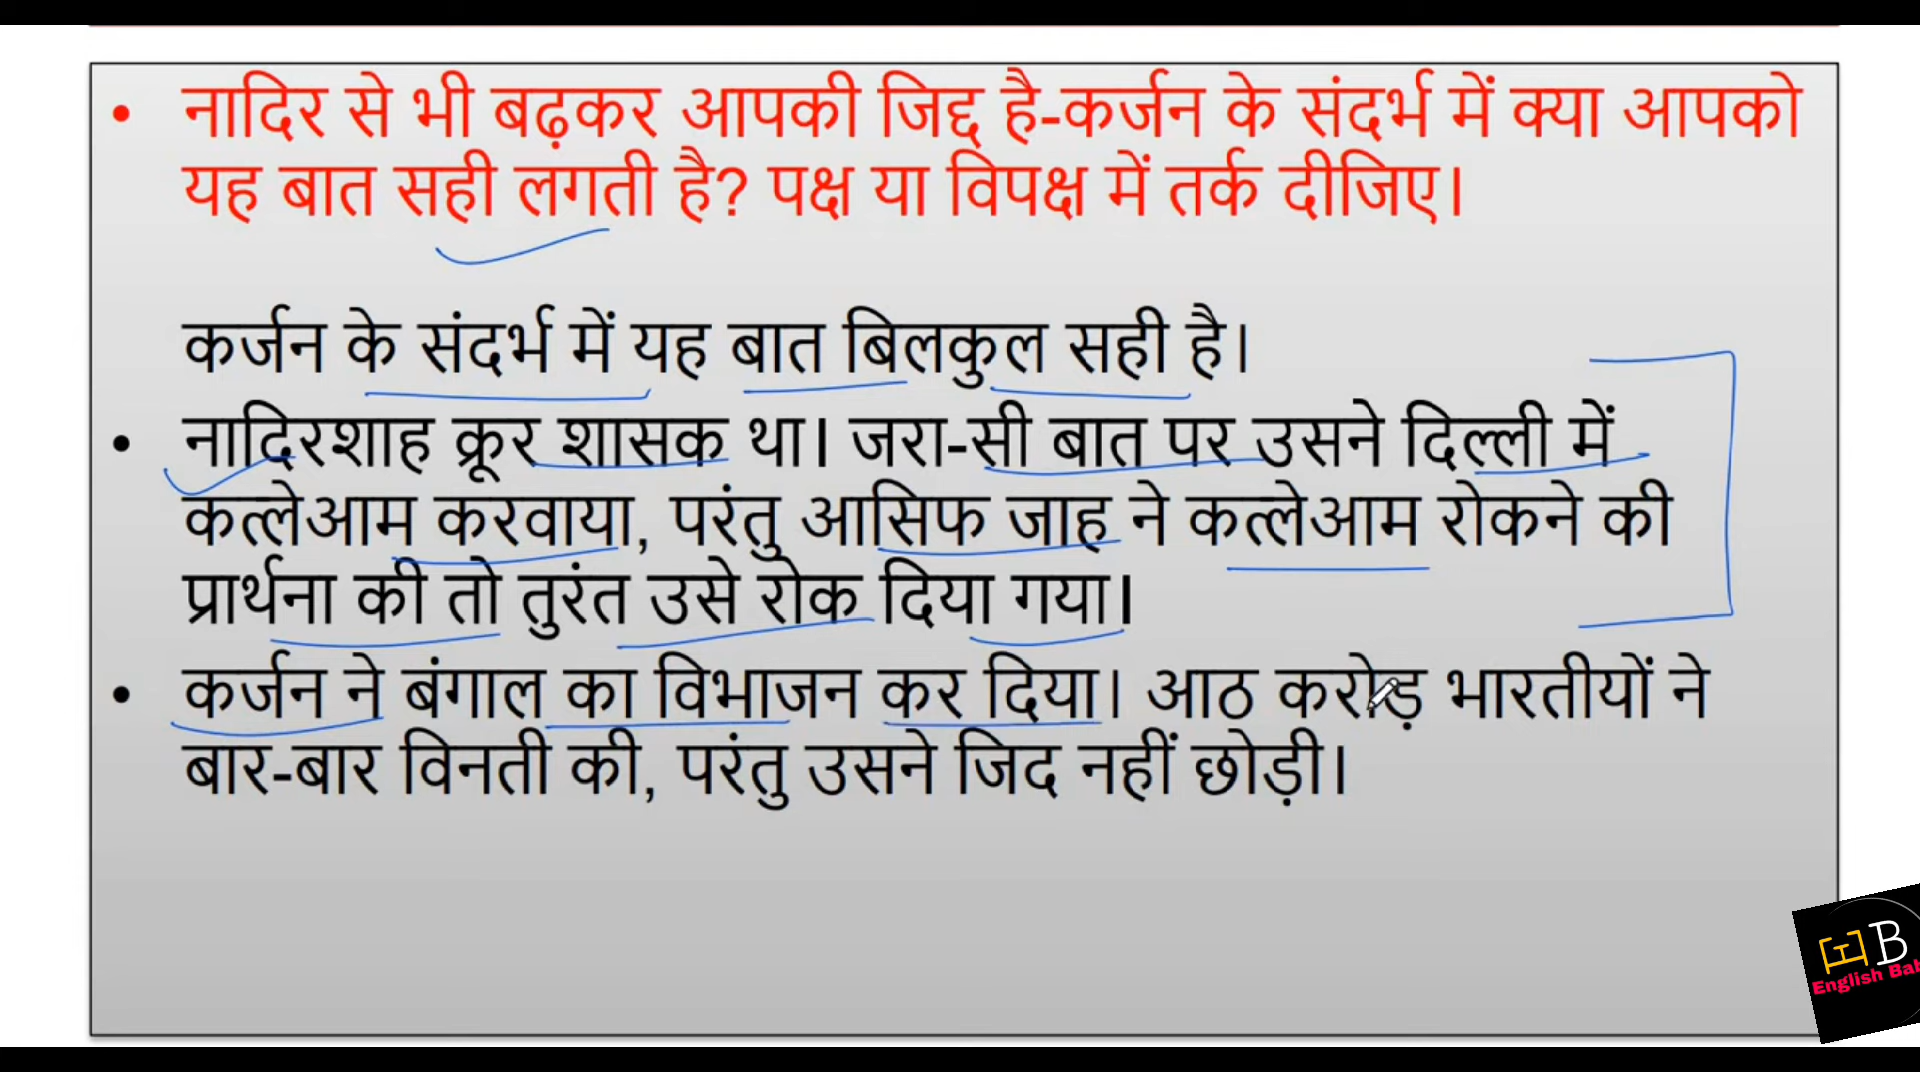 • नादिर से भी बढ़कर आपकी जिद्द है-कर्जन के संदर्भ में क्या आपको
यह बात सही लगती है? पक्ष या विपक्ष में तर्क दीजिए।
कर्जन के संदर्भ में यह बात बिलकुल सही है।
• नादिरशाह क्रूर शासक था। जरा-सी बात पर उसने दिल्ली में
कत्लेआम करवाया, परंतु आसिफ जाह ने कत्लेआम रोकने की
प्रार्थना की तो तुरंत उसे रोक दिया गया।
• कर्जन ने बंगाल का विभाजन कर दिया। आठ करोड़ भारतीयों ने
बार-बार विनती की, परंतु उसने जिद नहीं छोड़ी।
EB
English Bab